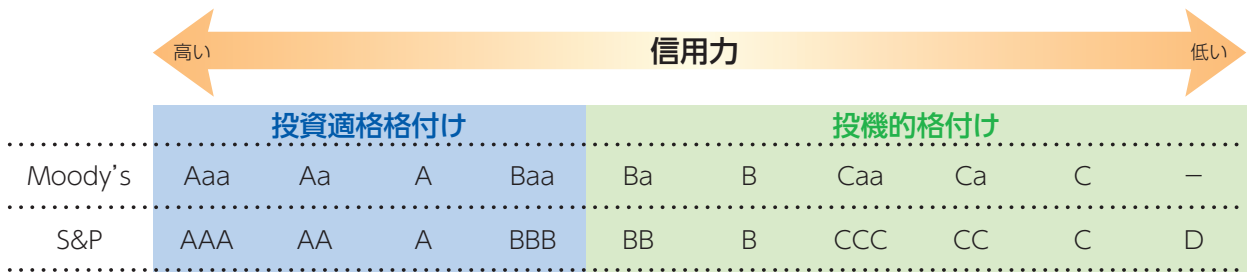 高い 信用力 低い
投資適格格付け 投機的格付け
Moody's Aaa Aa A Baa Ba B Caa Ca C －
S&P AAA AA A BBB BB B CCC CC C D